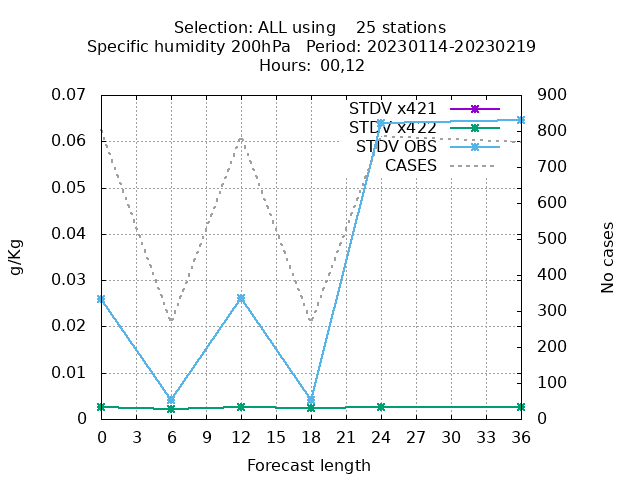 Selection: ALL using    25 stations
Specific humidity 200hPa   Period: 20230114-20230219
Hours:  00,12
0.07
0.06
0.05
0.04
0.03
0.02
0.01
0
900
800
700
600
500
400
300
200
100
0
STDV x421
STDV x422
STDV OBS
CASES
g/Kg
No cases
0 3 6 9 12 15 18 21 24 27 30 33 36
Forecast length